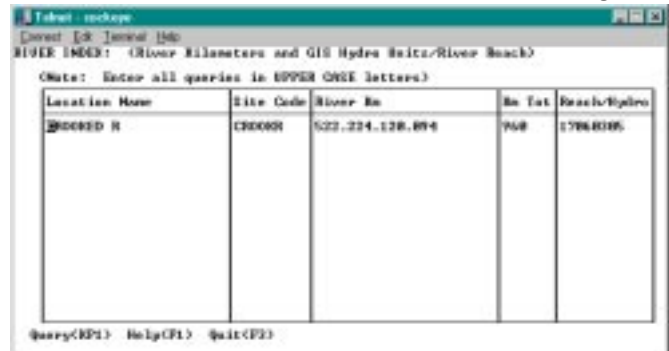 Telnet - sockeye
Connect Edit Terminal Help
RIVER INDEX: (River Kilometers and GIS Hydro Units/River Reach)
(Note: Enter all queries in UPPER CASE letters)
Location Name Site Code River Km Km Tot Reach/Hydro
CROOKED R CROOKR 522.224.120.094 960 17060305
Query(KP1) Help(F1) Quit(F3)